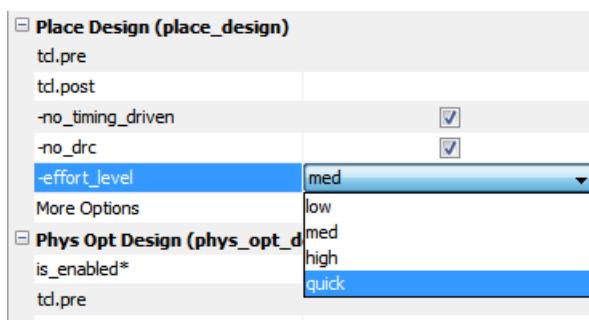 Place Design (place_design)
tcl.pre
tcl.post
-no_timing_driven
-no_drc
-effort_level med
More Options low
med
Phys Opt Design (phys_opt_d
high
is_enabled*
quick
tcl.pre